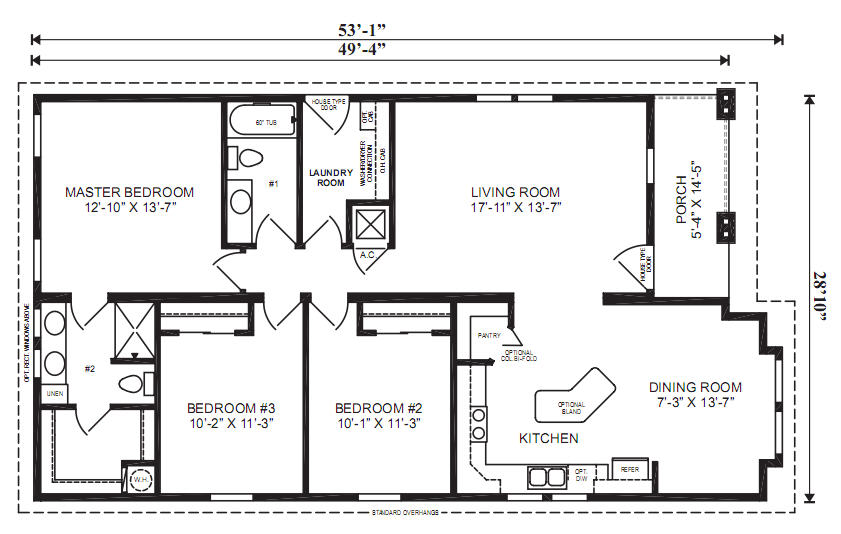 53'-1"
49'-4"
HOUSE TYPE
DOOR
60" TUB
OPT.
CAB
WASHER/DRYER
CONNECTION
O.H. CAB
LAUNDRY
ROOM
#1
MASTER BEDROOM
12'-10" X 13'-7"
LIVING ROOM
17'-11" X 13'-7"
PORCH
5'-4" X 14'-5"
A.C.
HOUSE TYPE
DOOR
28'10"
OPT. RECT. WINDOWS ABOVE
PANTRY
OPTIONAL
COL. BI-FOLD
#2
LINEN
BEDROOM #3
10'-2" X 11'-3"
BEDROOM #2
10'-1" X 11'-3"
OPTIONAL
ISLAND
DINING ROOM
7'-3" X 13'-7"
KITCHEN
W.H.
OPT.
D\W
REFER
STANDARD OVERHANGS